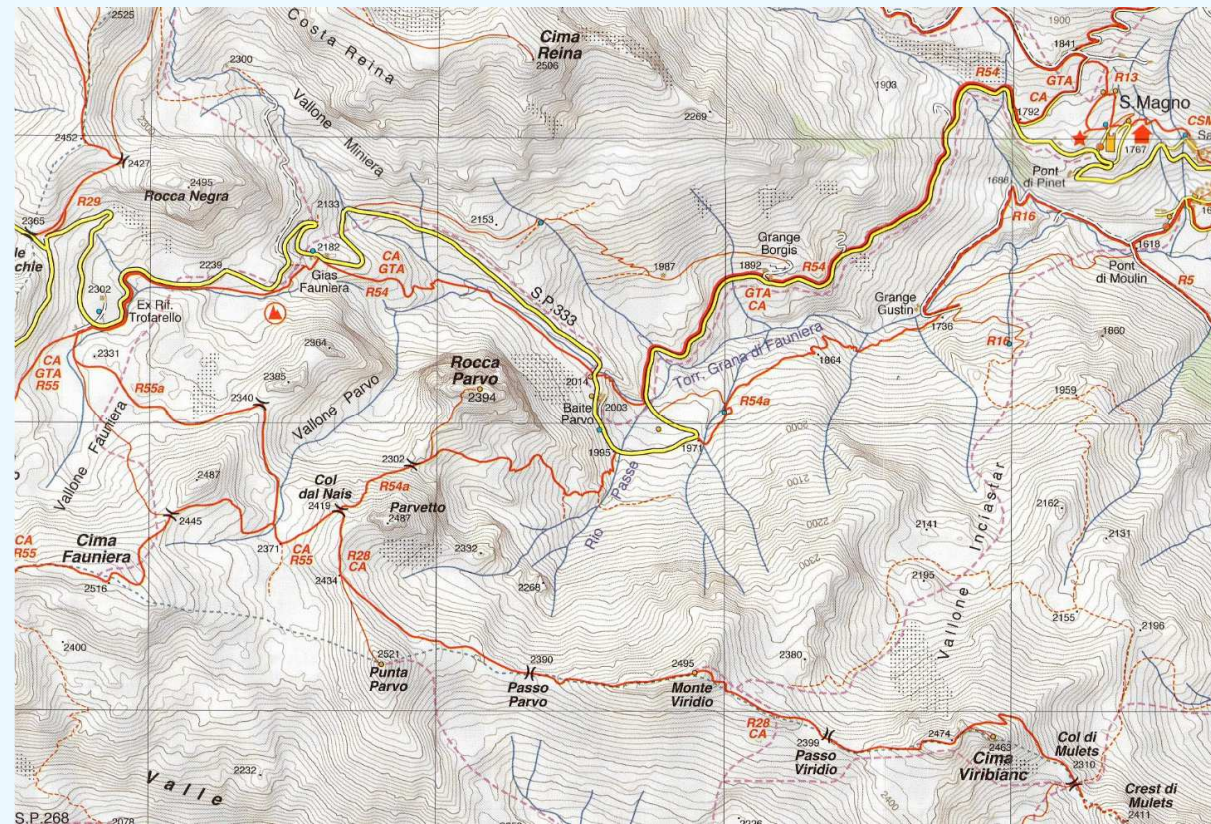 2525
Costa Reina
Cima
Reina
2506
1900
1841
GTA
R13
R54
CA
1792
S.Magno
CSM
2300
Vallone Miniera
2269
1903
1767
2452
2427
Rocca Negra
2495
2133
2153
Pont
di Pinet
1686
R29
2365
R16
1618
Pont
di Moulin
R5
2239
2182
Gias
Fauniera
CA
GTA
R54
1987
Grange
Borgis
1892
R54
GTA
CA
2302
Ex Rif.
Trofarello
S.P.333
Grange
Gustin
1736
Torr. Grana di Fauniera
1864
R16
1860
CA
GTA
R55
2331
R55a
2364
2385
2340
Vallone Parvo
Rocca
Parvo
2394
2014
2003
Baite
Parvo
R54a
1959
Vallone Fauniera
2302
1995
1971
2000
2100
2200
2300
2487
Col
dal Nais
2419
R54a
Parvetto
2487
Rio Passe
2162
2141
2131
2445
Cima
Fauniera
2516
CA
R55
2371
CA
R55
R28
CA
2434
2332
2268
2195
Vallone Inciastar
2155
2196
2400
2521
Punta
Parvo
2390
Passo
Parvo
2495
Monte
Viridio
2380
R28
CA
2399
Passo
Viridio
2474
2463
Cima
Viribianc
Col di
Mulets
2310
Crest di
Mulets
2411
2232
Valle
2400
S.P.268
2078